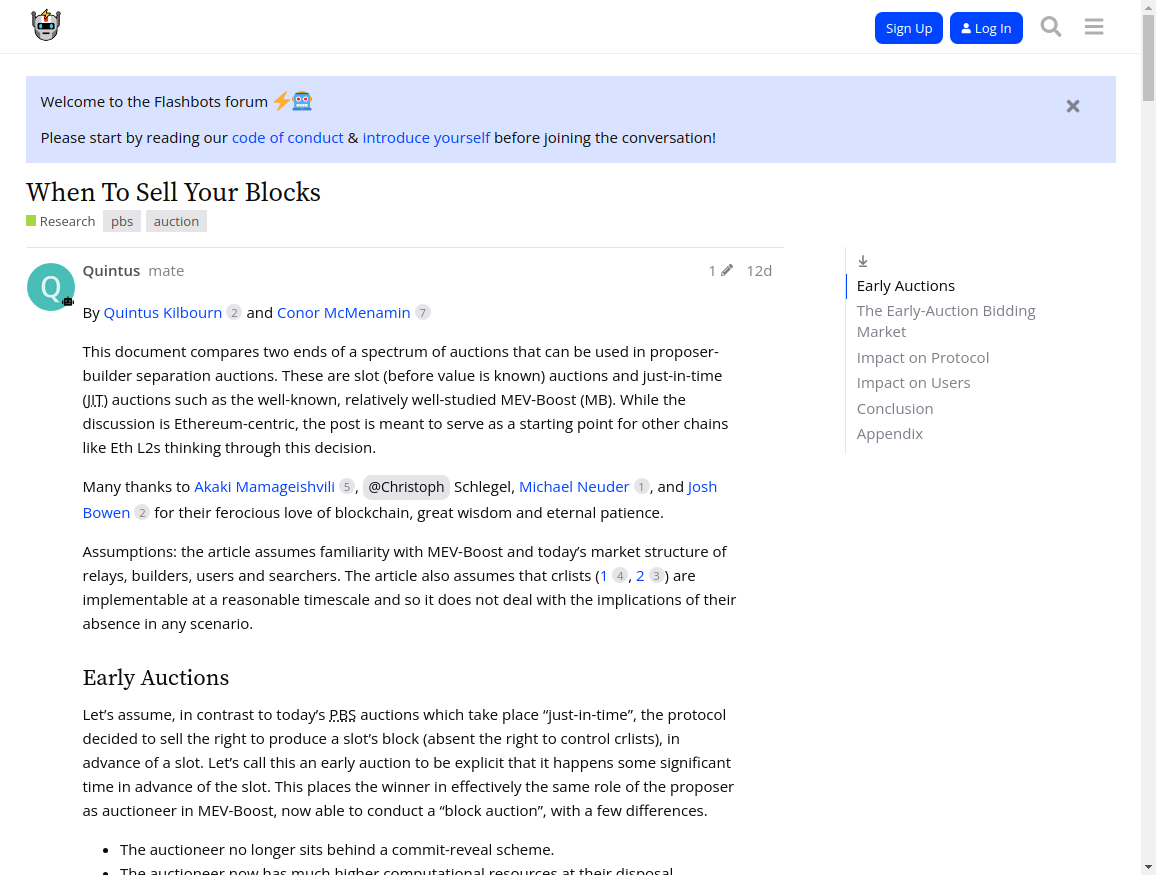 Sign Up
Log In
Welcome to the Flashbots forum
Please start by reading our code of conduct & introduce yourself before joining the conversation!
When To Sell Your Blocks
Research pbs auction
Q
Quintus mate 1 12d
By Quintus Kilbourn 2 and Conor McMenamin 7
This document compares two ends of a spectrum of auctions that can be used in proposer-
builder separation auctions. These are slot (before value is known) auctions and just-in-time
(JIT) auctions such as the well-known, relatively well-studied MEV-Boost (MB). While the
discussion is Ethereum-centric, the post is meant to serve as a starting point for other chains
like Eth L2s thinking through this decision.
Many thanks to Akaki Mamageishvili 5, @Christoph Schlegel, Michael Neuder 1, and Josh
Bowen 2 for their ferocious love of blockchain, great wisdom and eternal patience.
Assumptions: the article assumes familiarity with MEV-Boost and today's market structure of
relays, builders, users and searchers. The article also assumes that crlists (1 4, 2 3) are
implementable at a reasonable timescale and so it does not deal with the implications of their
absence in any scenario.
Early Auctions
Let's assume, in contrast to today's PBS auctions which take place “just-in-time”, the protocol
decided to sell the right to produce a slot's block (absent the right to control crlists), in
advance of a slot. Let's call this an early auction to be explicit that it happens some significant
time in advance of the slot. This places the winner in effectively the same role of the proposer
as auctioneer in MEV-Boost, now able to conduct a “block auction”, with a few differences.
• The auctioneer no longer sits behind a commit-reveal scheme.
• The auctioneer now has much higher computational resources at their disposal
Early Auctions
The Early-Auction Bidding
Market
Impact on Protocol
Impact on Users
Conclusion
Appendix